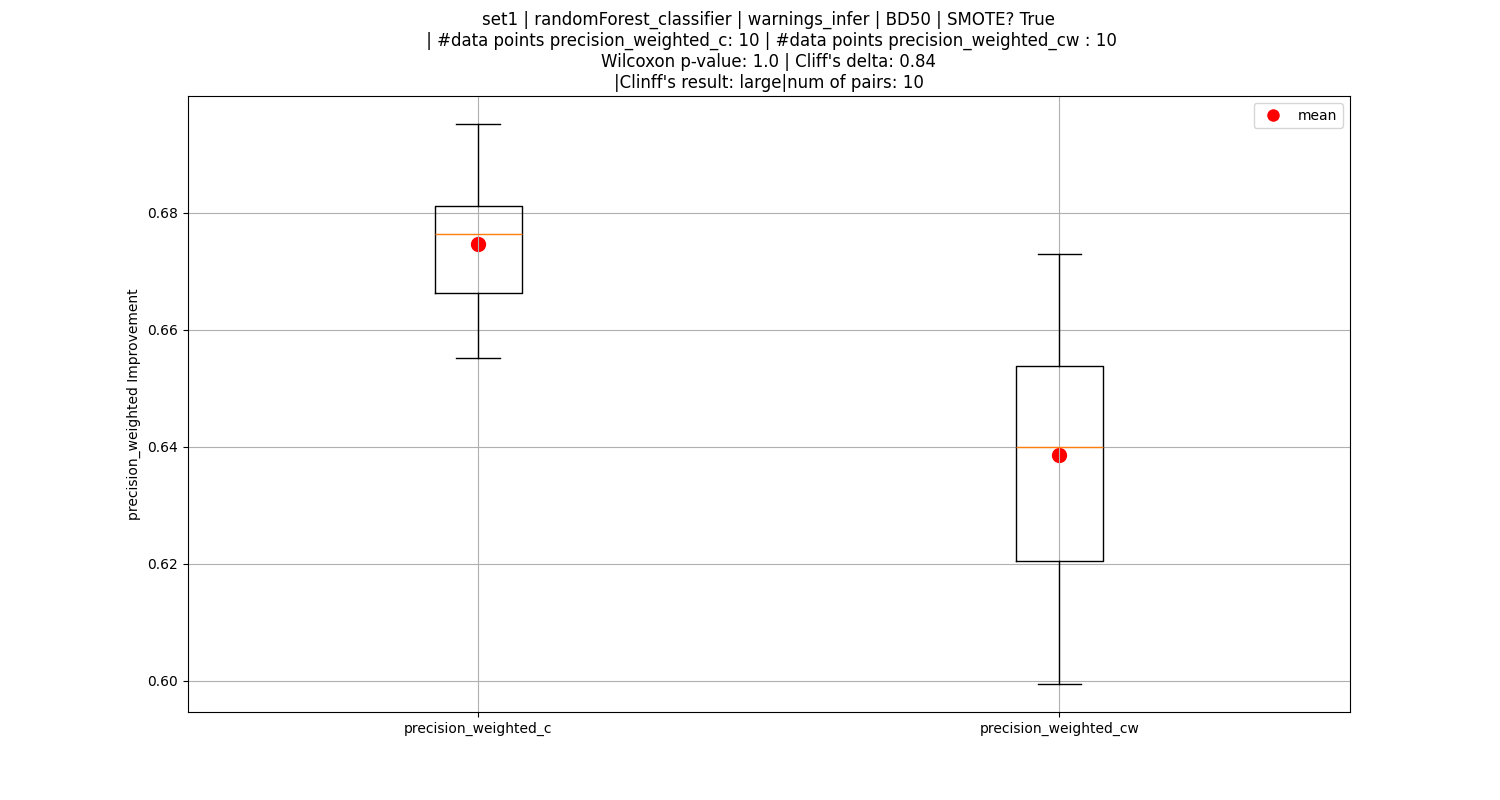 set1 | randomForest_classifier | warnings_infer | BD50 | SMOTE? True
| #data points precision_weighted_c: 10 | #data points precision_weighted_cw : 10
Wilcoxon p-value: 1.0 | Cliff's delta: 0.84
|Clinff's result: large|num of pairs: 10
mean
precision_weighted Improvement
0.68
0.66
0.64
0.62
0.60
precision_weighted_c
precision_weighted_cw